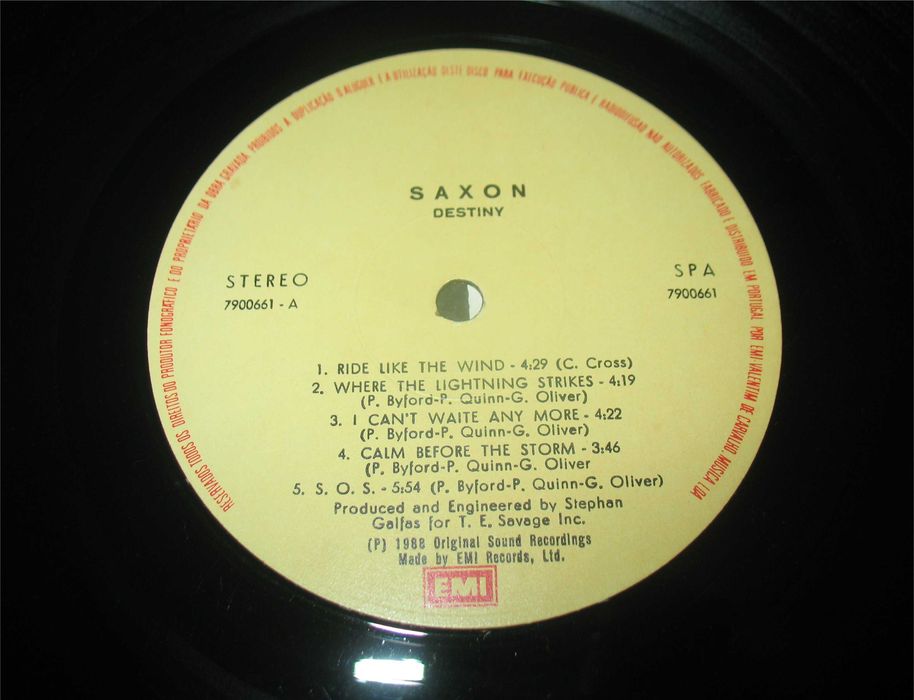 RESERVADOS TODOS OS DIREITOS DO PRODUTOR FONOGRÁFICO E DO PROPRIETÁRIO DA OBRA GRAVADA. PROIBIDOS A DUPLICAÇÃO O ALUGUER E A UTILIZAÇÃO DESTE DISCO PARA EXECUÇÃO PUBLICA E RADIODIFUSÃO NÃO AUTORIZADOS FABRICADO E DISTRIBUIDO EM PORTUGAL POR EMI-VALENTIM DE CARVALHO, MUSICA LDA
SAXON
DESTINY
STEREO
7900661 - A
SPA
7900661
1. RIDE LIKE THE WIND - 4:29 (C. Cross)
2. WHERE THE LIGHTNING STRIKES - 4:19
(P. Byford-P. Quinn-G. Oliver)
3. I CAN'T WAITE ANY MORE - 4:22
(P. Byford-P. Quinn-G. Oliver)
4. CALM BEFORE THE STORM - 3:46
(P. Byford-P. Quinn-G. Oliver
5. S. O. S. - 5:54 (P. Byford-P. Quinn-G. Oliver)
Produced and Engineered by Stephan
Galfas for T. E. Savage Inc.
(P) 1988 Original Sound Recordings
Made by EMI Records, Ltd.
EMI